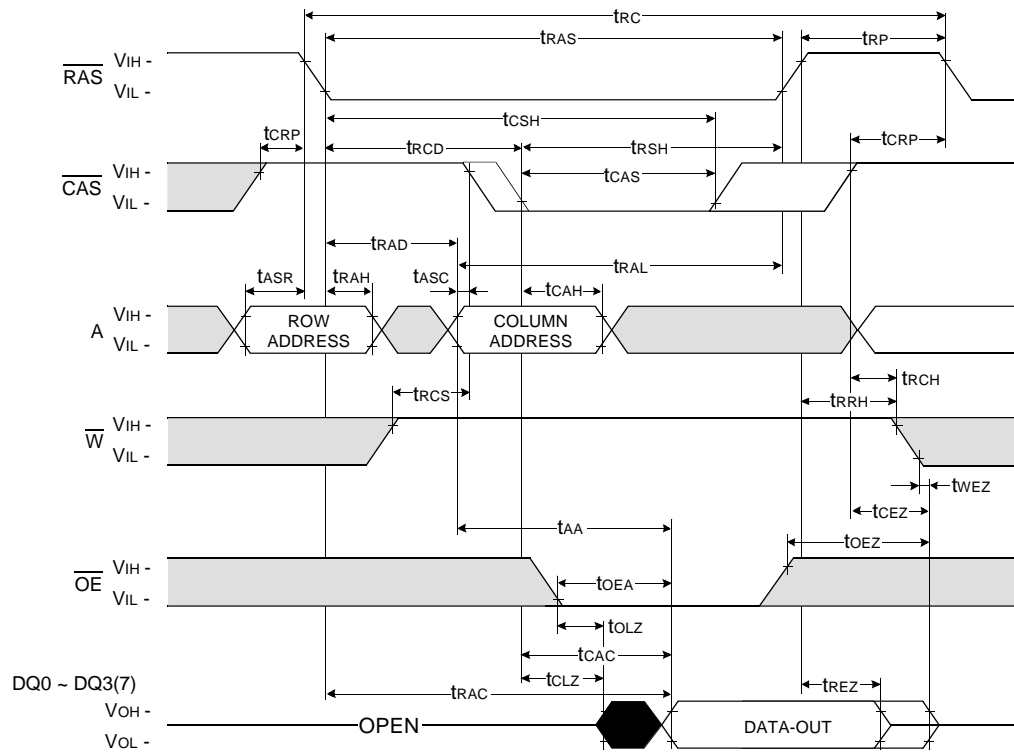 tRC
tRAS tRP
RAS VIH -
VIL -
tCRP tCSH tCRP
tRCD tRSH
CAS VIH -
VIL -
tCAS
tRAD
tRAL
tASR tRAH tASC tCAH
A VIH -
VIL -
ROW
ADDRESS
COLUMN
ADDRESS
tRCS tRCH
tRRH
W VIH -
VIL -
tWEZ
tCEZ
tAA
tOEZ
OE VIH -
VIL -
tOEA
tOLZ
tCAC
tCLZ
DQ0 ~ DQ3(7) tRAC tREZ
VOH -
VOL -
OPEN DATA-OUT